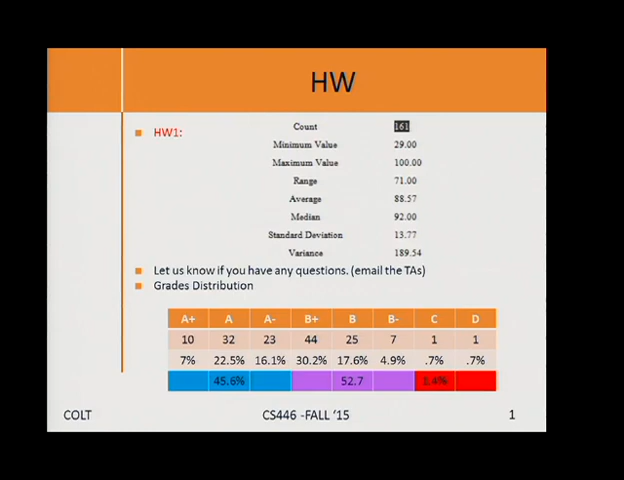 HW
HW1:
Count 161
Minimum Value 29.00
Maximum Value 100.00
Range 71.00
Average 88.57
Median 92.00
Standard Deviation 13.77
Variance 189.54
Let us know if you have any questions. (email the TAs)
Grades Distribution
A+ A A- B+ B B- C D
10 32 23 44 25 7 1 1
7% 22.5% 16.1% 30.2% 17.6% 4.9% .7% .7%
45.6% 52.7 1.4%
COLT CS446 -FALL '15 1